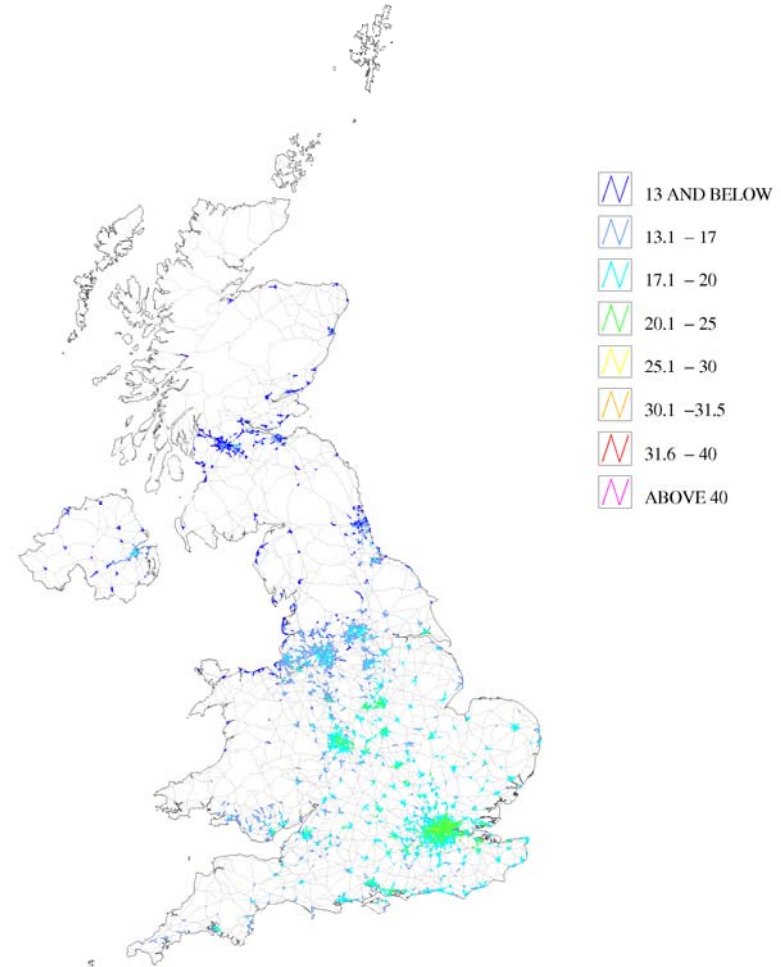 13 AND BELOW
13.1 – 17
17.1 – 20
20.1 – 25
25.1 – 30
30.1 –31.5
31.6 – 40
ABOVE 40